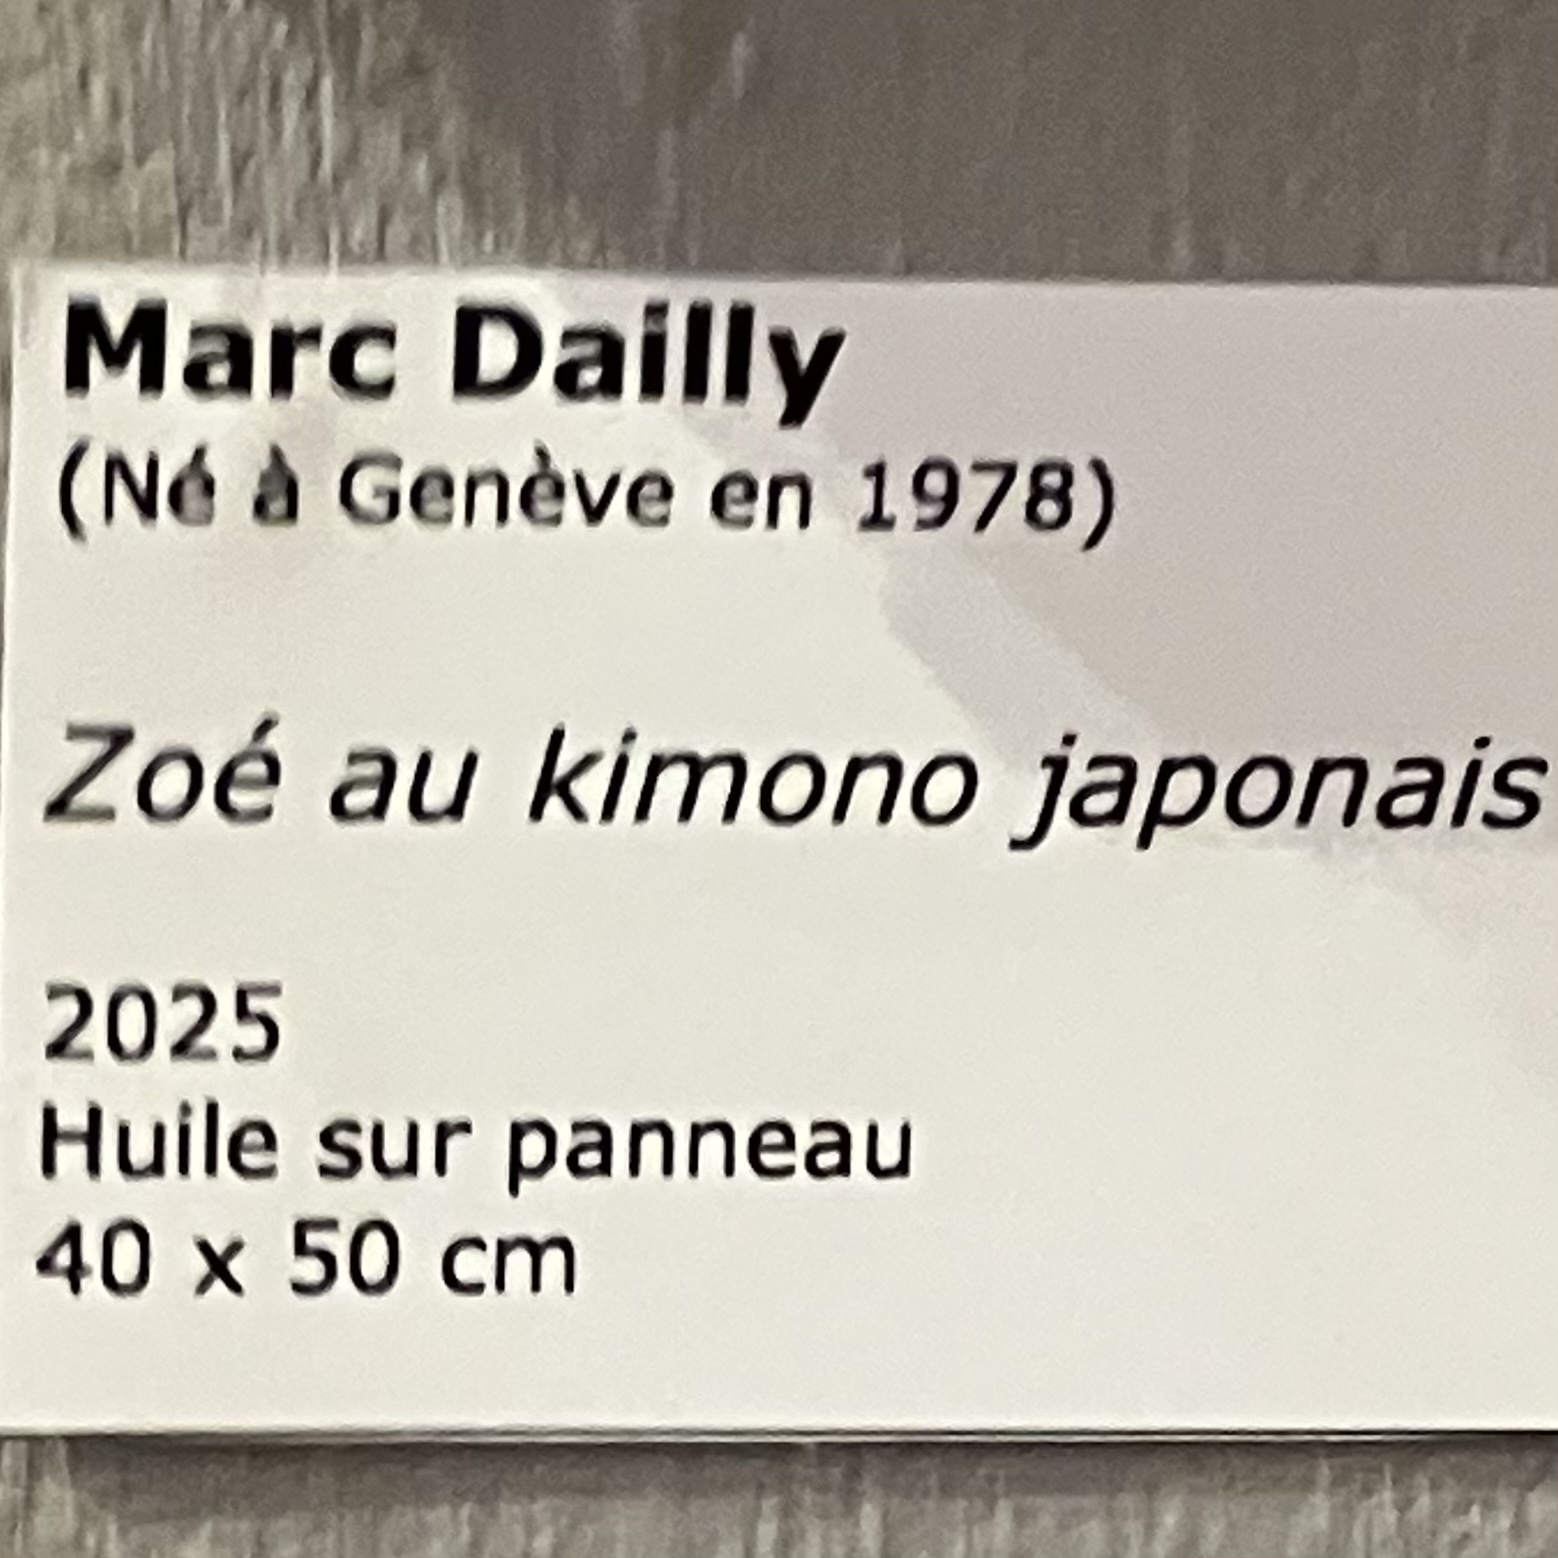 Marc Dailly
(Né à Genève en 1978)
Zoé au kimono japonais
2025
Huile sur panneau
40 x 50 cm